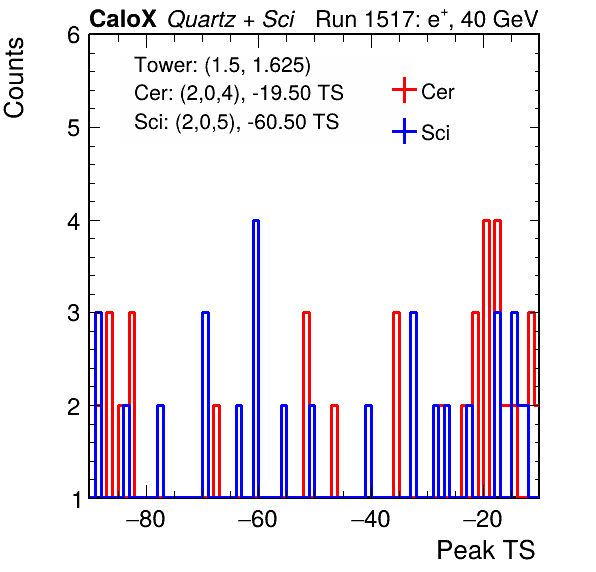 CaloX Quartz + Sci Run 1517: e⁺, 40 GeV
Counts
Tower: (1.5, 1.625)
Cer: (2,0,4), -19.50 TS
Sci: (2,0,5), -60.50 TS
Cer
Sci
6
5
4
3
2
1
−80 −60 −40 −20
Peak TS